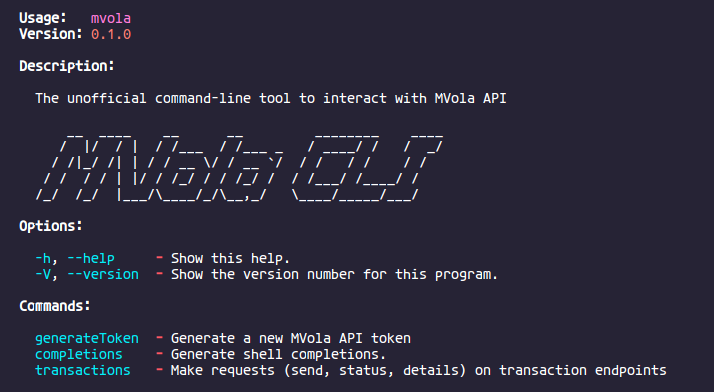 Usage: mvola
Version: 0.1.0
Description:
The unofficial command-line tool to interact with MVola API
MVola CLI
Options:
-h, --help - Show this help.
-V, --version - Show the version number for this program.
Commands:
generateToken - Generate a new MVola API token
completions - Generate shell completions.
transactions - Make requests (send, status, details) on transaction endpoints